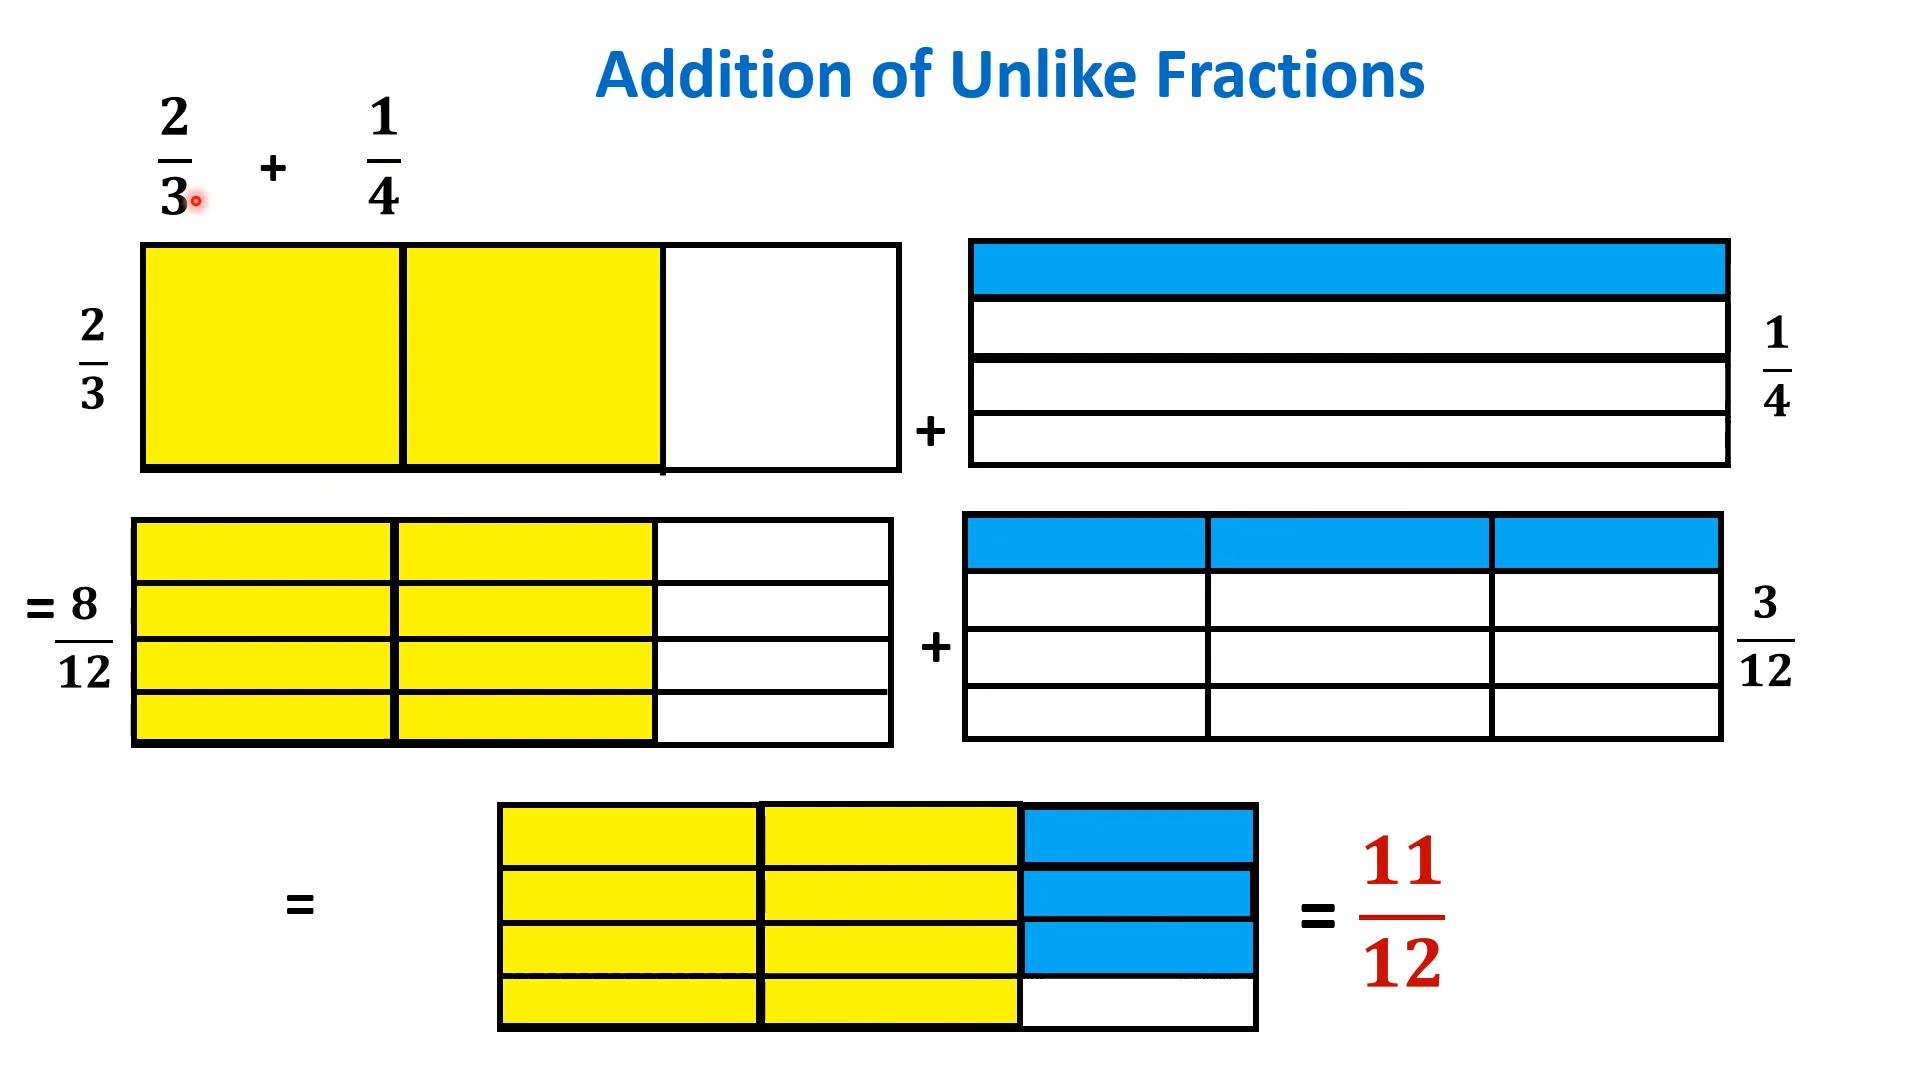 Addition of Unlike Fractions
2/3 + 1/4
2/3 + 1/4
= 8/12 + 3/12
= = 11/12